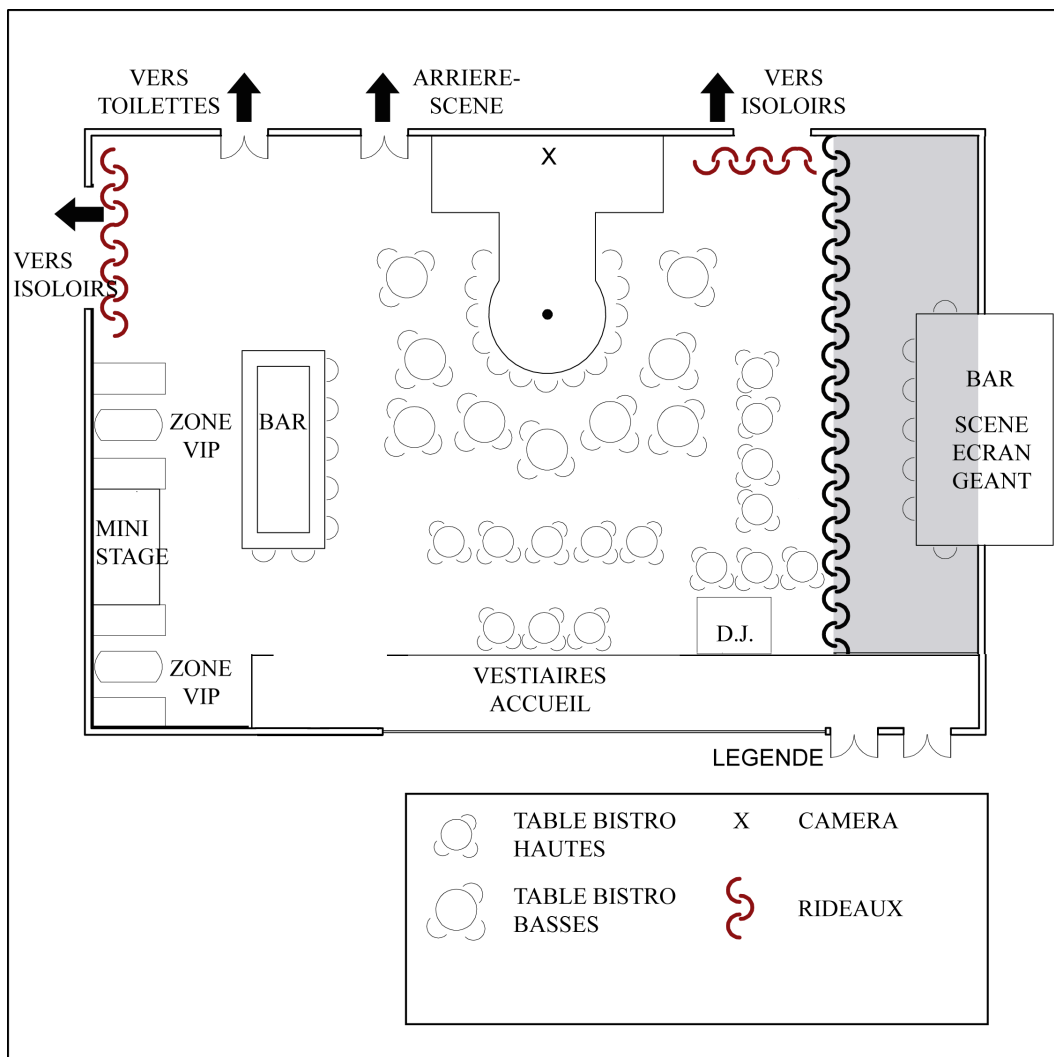 VERS
TOILETTES
ARRIERE-
SCENE
VERS
ISOLOIRS
X
VERS
ISOLOIRS
ZONE
VIP
BAR
BAR
SCENE
ECRAN
GEANT
MINI
STAGE
D.J.
ZONE
VIP
VESTIAIRES
ACCUEIL
LEGENDE
TABLE BISTRO
HAUTES
X CAMERA
TABLE BISTRO
BASSES
RIDEAUX